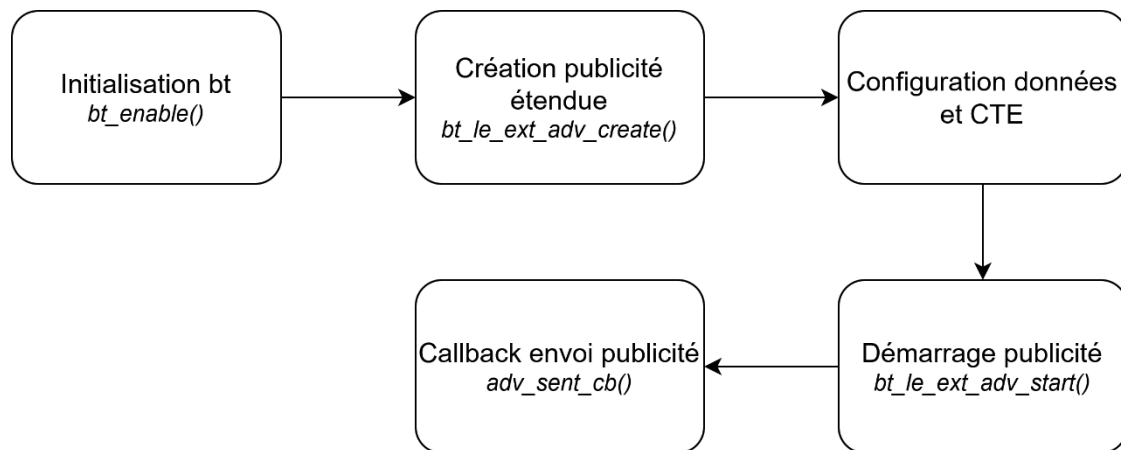 Initialisation bt
bt_enable()
Création publicité
étendue
bt_le_ext_adv_create()
Configuration données
et CTE
Callback envoi publicité
adv_sent_cb()
Démarrage publicité
bt_le_ext_adv_start()